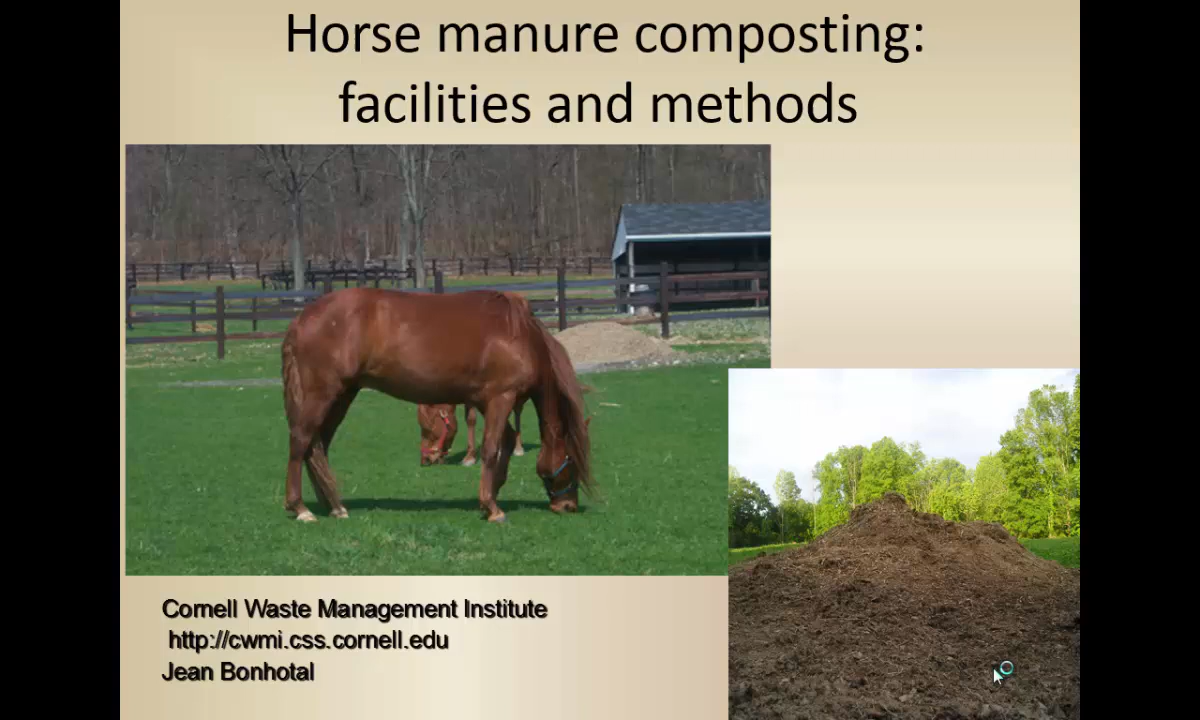 Horse manure composting:
facilities and methods
Cornell Waste Management Institute
http://cwmi.css.cornell.edu
Jean Bonhotal